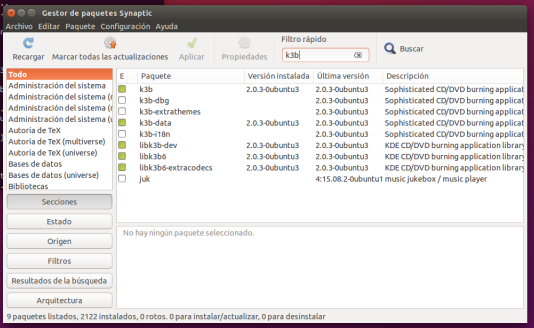 Gestor de paquetes Synaptic
Archivo Editar Paquete Configuración Ayuda
Recargar Marcar todas las actualizaciones Aplicar Propiedades
Filtro rápido
k3b
Buscar
Todo
Administración del sistema
Administración del sistema (
Administración del sistema (
Administración del sistema (
Autoría de TeX
Autoría de TeX (multiverse)
Autoría de TeX (universe)
Bases de datos
Bases de datos (universe)
Bibliotecas
Secciones
Estado
Origen
Filtros
Resultados de la búsqueda
Arquitectura
E Paquete Versión instalada Última versión Descripción
k3b 2.0.3-0ubuntu3 2.0.3-0ubuntu3 Sophisticated CD/DVD burning applicat
k3b-dbg 2.0.3-0ubuntu3 Sophisticated CD/DVD burning applicat
k3b-extrathemes 2.0.3-0ubuntu3 Sophisticated CD/DVD burning applicat
k3b-data 2.0.3-0ubuntu3 2.0.3-0ubuntu3 Sophisticated CD/DVD burning applicat
k3b-i18n 2.0.3-0ubuntu3 Sophisticated CD/DVD burning applicat
libk3b-dev 2.0.3-0ubuntu3 2.0.3-0ubuntu3 KDE CD/DVD burning application library
libk3b6 2.0.3-0ubuntu3 2.0.3-0ubuntu3 KDE CD/DVD burning application library
libk3b6-extracodecs 2.0.3-0ubuntu3 2.0.3-0ubuntu3 KDE CD/DVD burning application library
juk 4:15.08.2-0ubuntu1 music jukebox / music player
No hay ningún paquete seleccionado.
9 paquetes listados, 2122 instalados, 0 rotos. 0 para instalar/actualizar, 0 para desinstalar